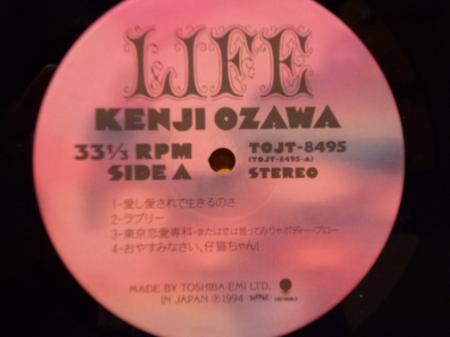 LIFE
KENJI OZAWA
33 1/3 RPM
SIDE A
TOJT-8495
(TOJT-8495-A)
STEREO
1-愛し愛されて生きるのさ
2-ラブリー
3-東京恋愛専科-または恋は言ってみりゃボディー・ブロー
4-おやすみなさい、仔猫ちゃん!
MADE BY TOSHIBA-EMI LTD.
IN JAPAN Ⓟ1994